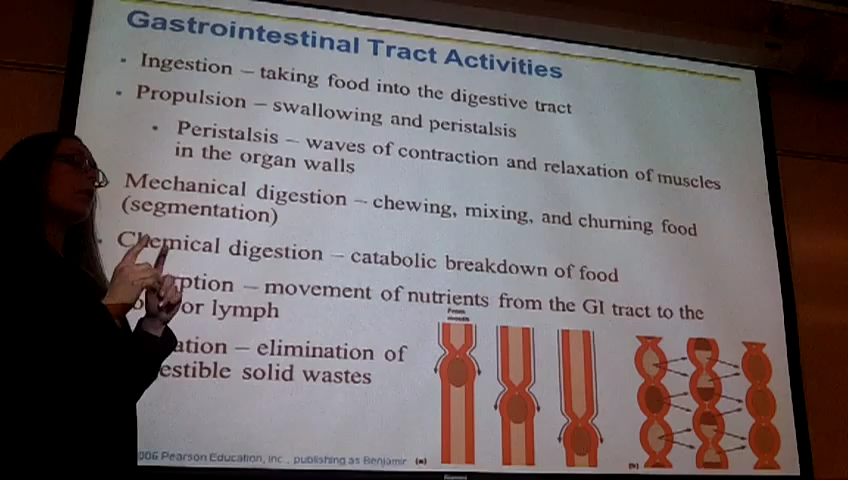 Gastrointestinal Tract Activities
• Ingestion – taking food into the digestive tract
• Propulsion – swallowing and peristalsis
• Peristalsis – waves of contraction and relaxation of muscles
in the organ walls
Mechanical digestion – chewing, mixing, and churning food
(segmentation)
• Chemical digestion – catabolic breakdown of food
ption – movement of nutrients from the GI tract to the
or lymph
ation – elimination of
estible solid wastes
From
mouth
006 Pearson Education, Inc., publishing as Benjamin
(a)
(b)